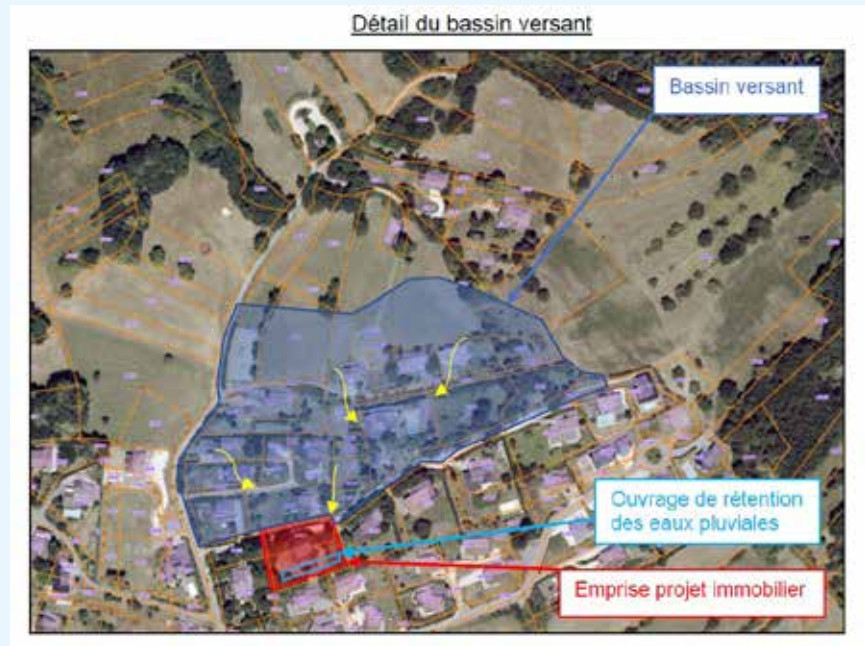 Détail du bassin versant
Bassin versant
Ouvrage de rétention
des eaux pluviales
Emprise projet immobilier